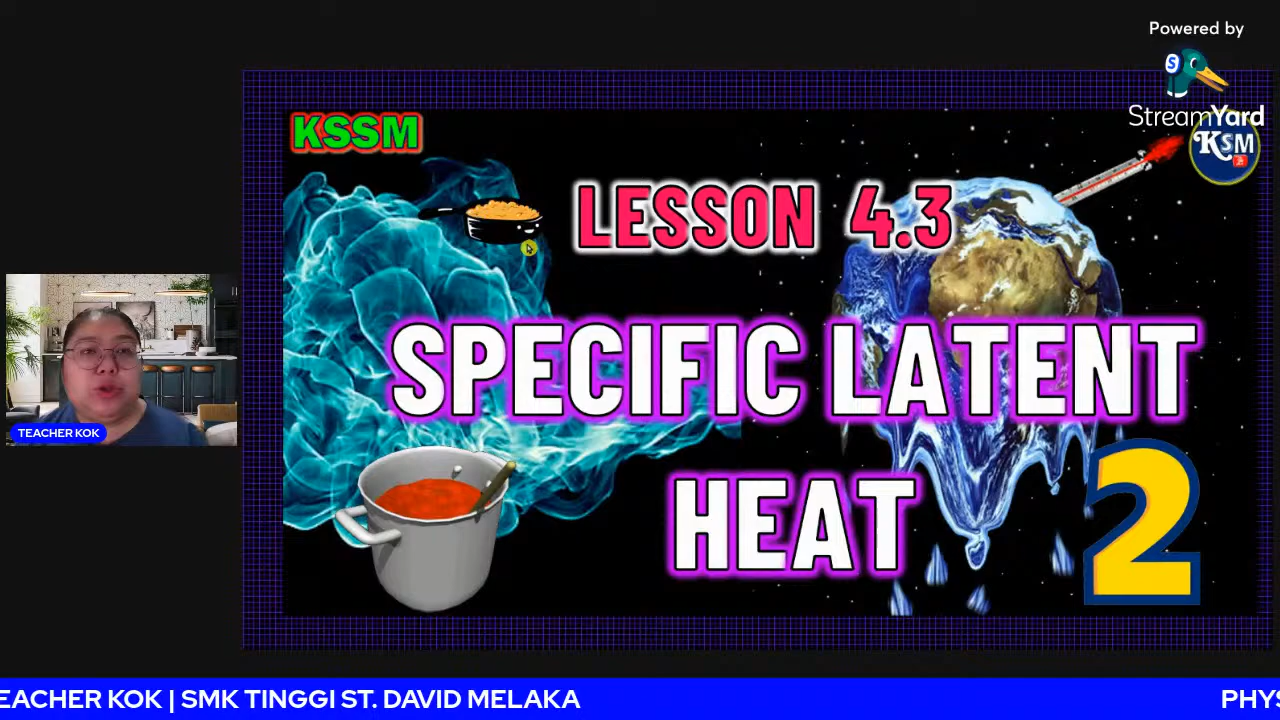 Powered by
StreamYard
KSM
KSSM
LESSON 4.3
SPECIFIC LATENT
HEAT
2
TEACHER KOK
EACHER KOK | SMK TINGGI ST. DAVID MELAKA
PHYS